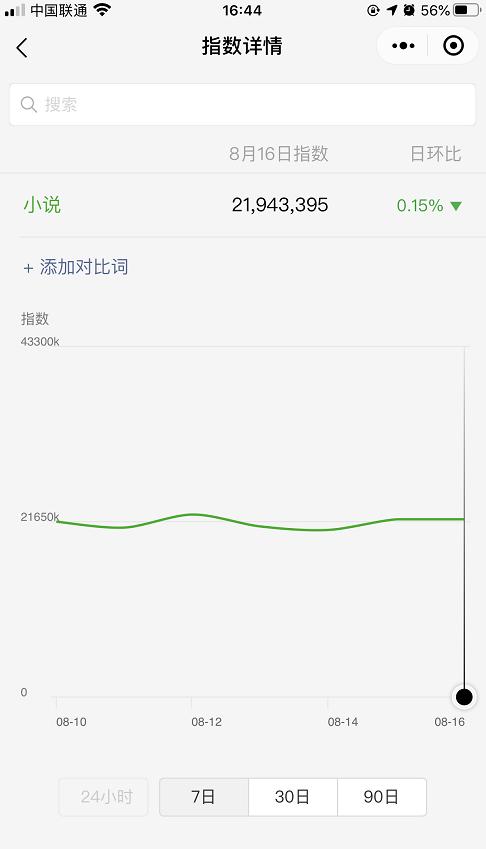 中国联通 16:44 56%
指数详情
搜索
8月16日指数 日环比
小说 21,943,395 0.15%
+ 添加对比词
指数
43300k
21650k
0
08-10 08-12 08-14 08-16
24小时 7日 30日 90日